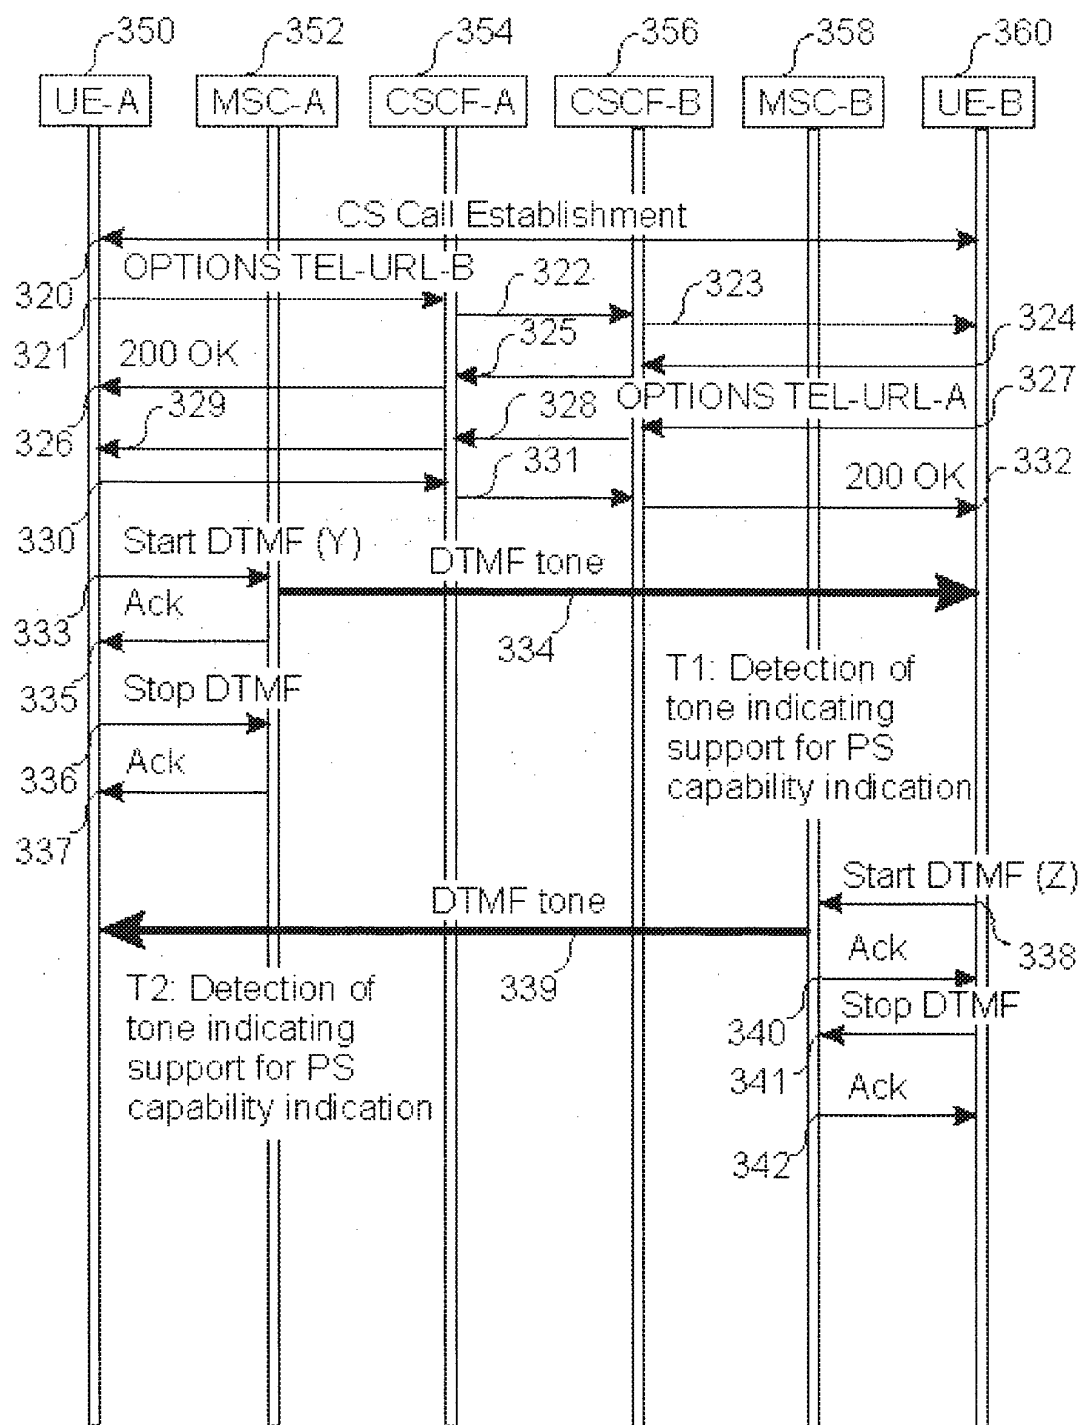 350 352 354 356 358 360
UE-A MSC-A CSCF-A CSCF-B MSC-B UE-B
CS Call Establishment
320 OPTIONS TEL-URL-B
322 323 324
321 200 OK 325
OPTIONS TEL-URL-A 327
326 329 328
331 200 OK 332
330
Start DTMF (Y) DTMF tone
333 Ack 334
335 Stop DTMF
T1: Detection of
tone indicating
support for PS
capability indication
336 Ack
337
Start DTMF (Z)
DTMF tone
339 Ack 338
T2: Detection of
tone indicating
support for PS
capability indication
340 Stop DTMF
341 Ack
342